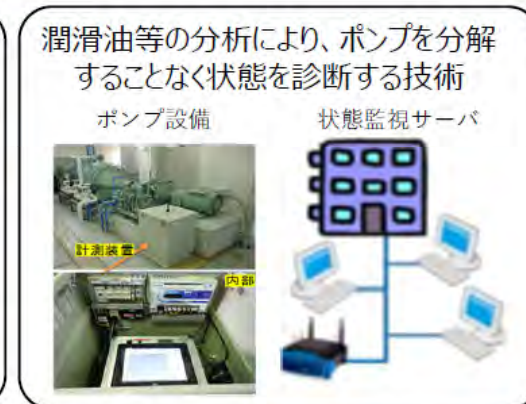 潤滑油等の分析により、ポンプを分解
することなく状態を診断する技術
ポンプ設備
状態監視サーバ
計測装置
内部